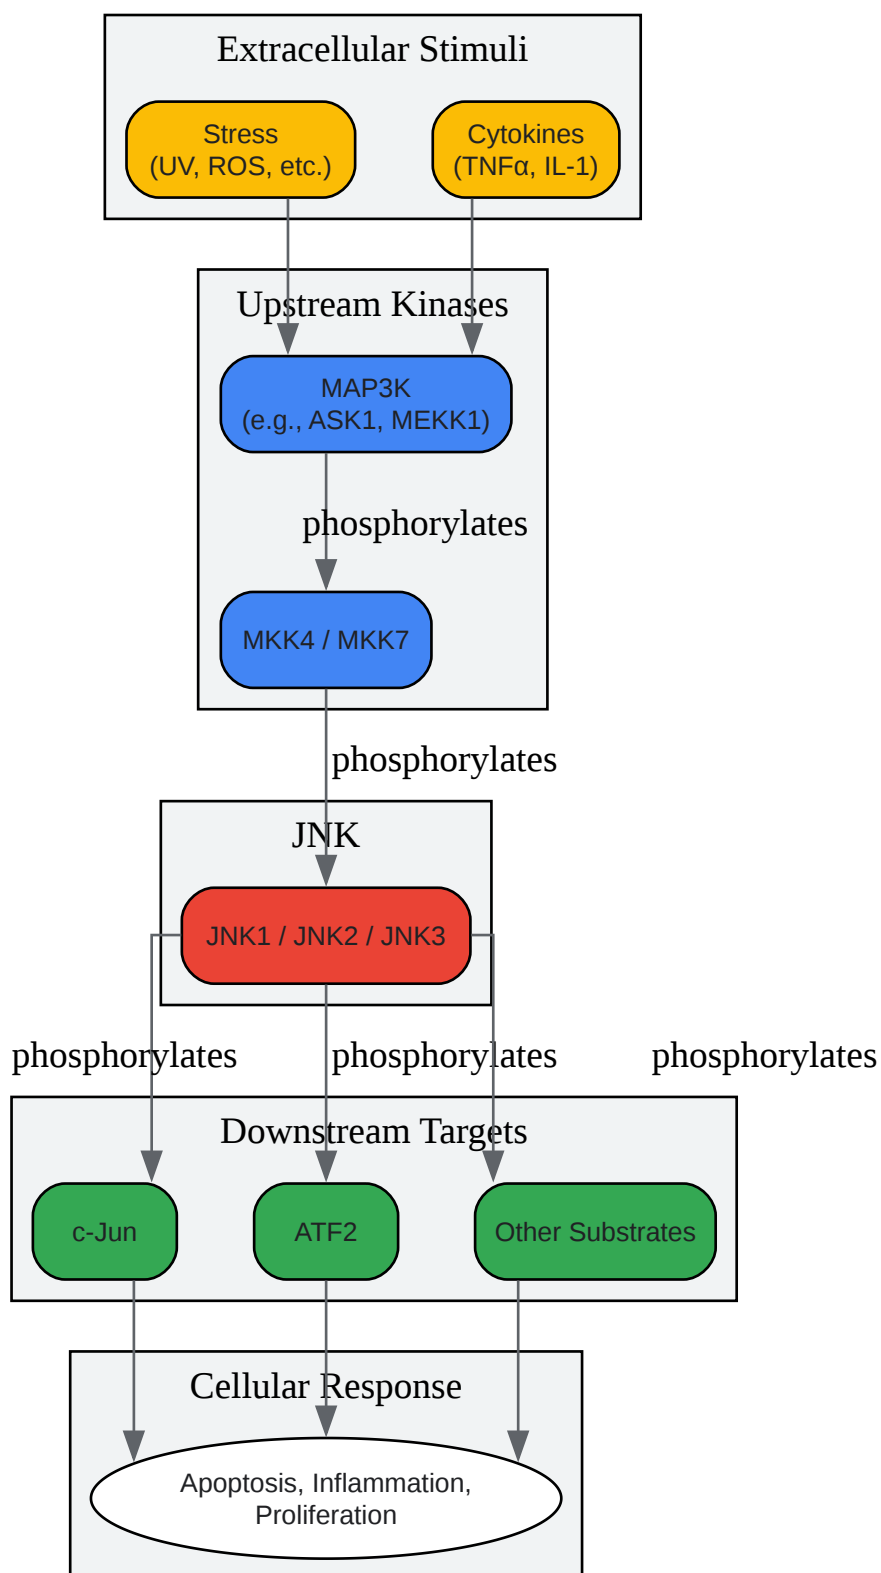 Extracellular Stimuli
Stress
(UV, ROS, etc.)
Cytokines
(TNFα, IL-1)
Upstream Kinases
MAP3K
(e.g., ASK1, MEKK1)
phosphorylates
MKK4 / MKK7
phosphorylates
JNK
JNK1 / JNK2 / JNK3
phosphorylates
phosphorylates
phosphorylates
Downstream Targets
c-Jun
ATF2
Other Substrates
Cellular Response
Apoptosis, Inflammation,
Proliferation